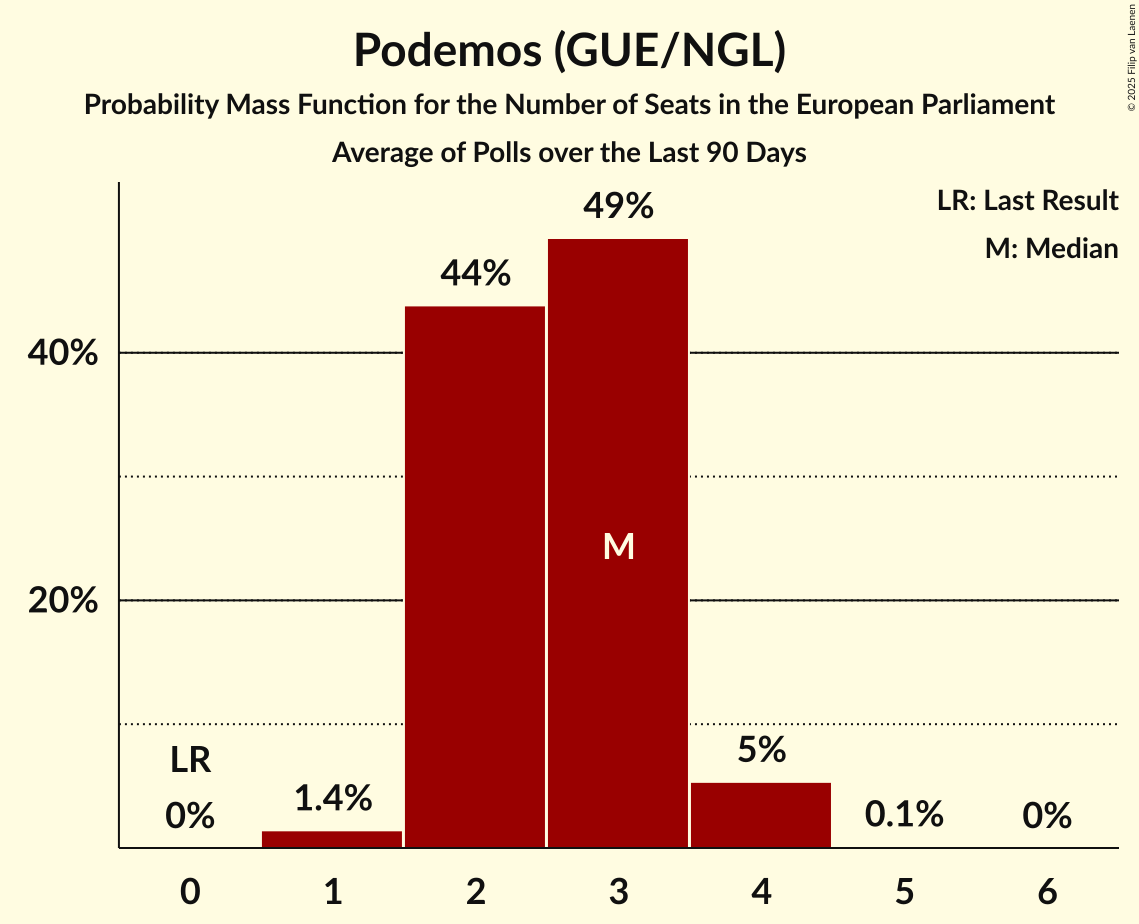 Podemos (GUE/NGL)
Probability Mass Function for the Number of Seats in the European Parliament
Average of Polls over the Last 90 Days
© 2025 Filip van Laenen
LR: Last Result
M: Median
49%
44%
40%
M
20%
LR
5%
1.4%
0%
0.1%
0%
0 1 2 3 4 5 6